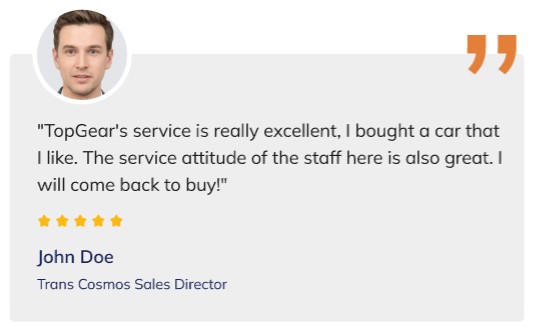 "TopGear's service is really excellent, I bought a car that
I like. The service attitude of the staff here is also great. I
will come back to buy!"
John Doe
Trans Cosmos Sales Director